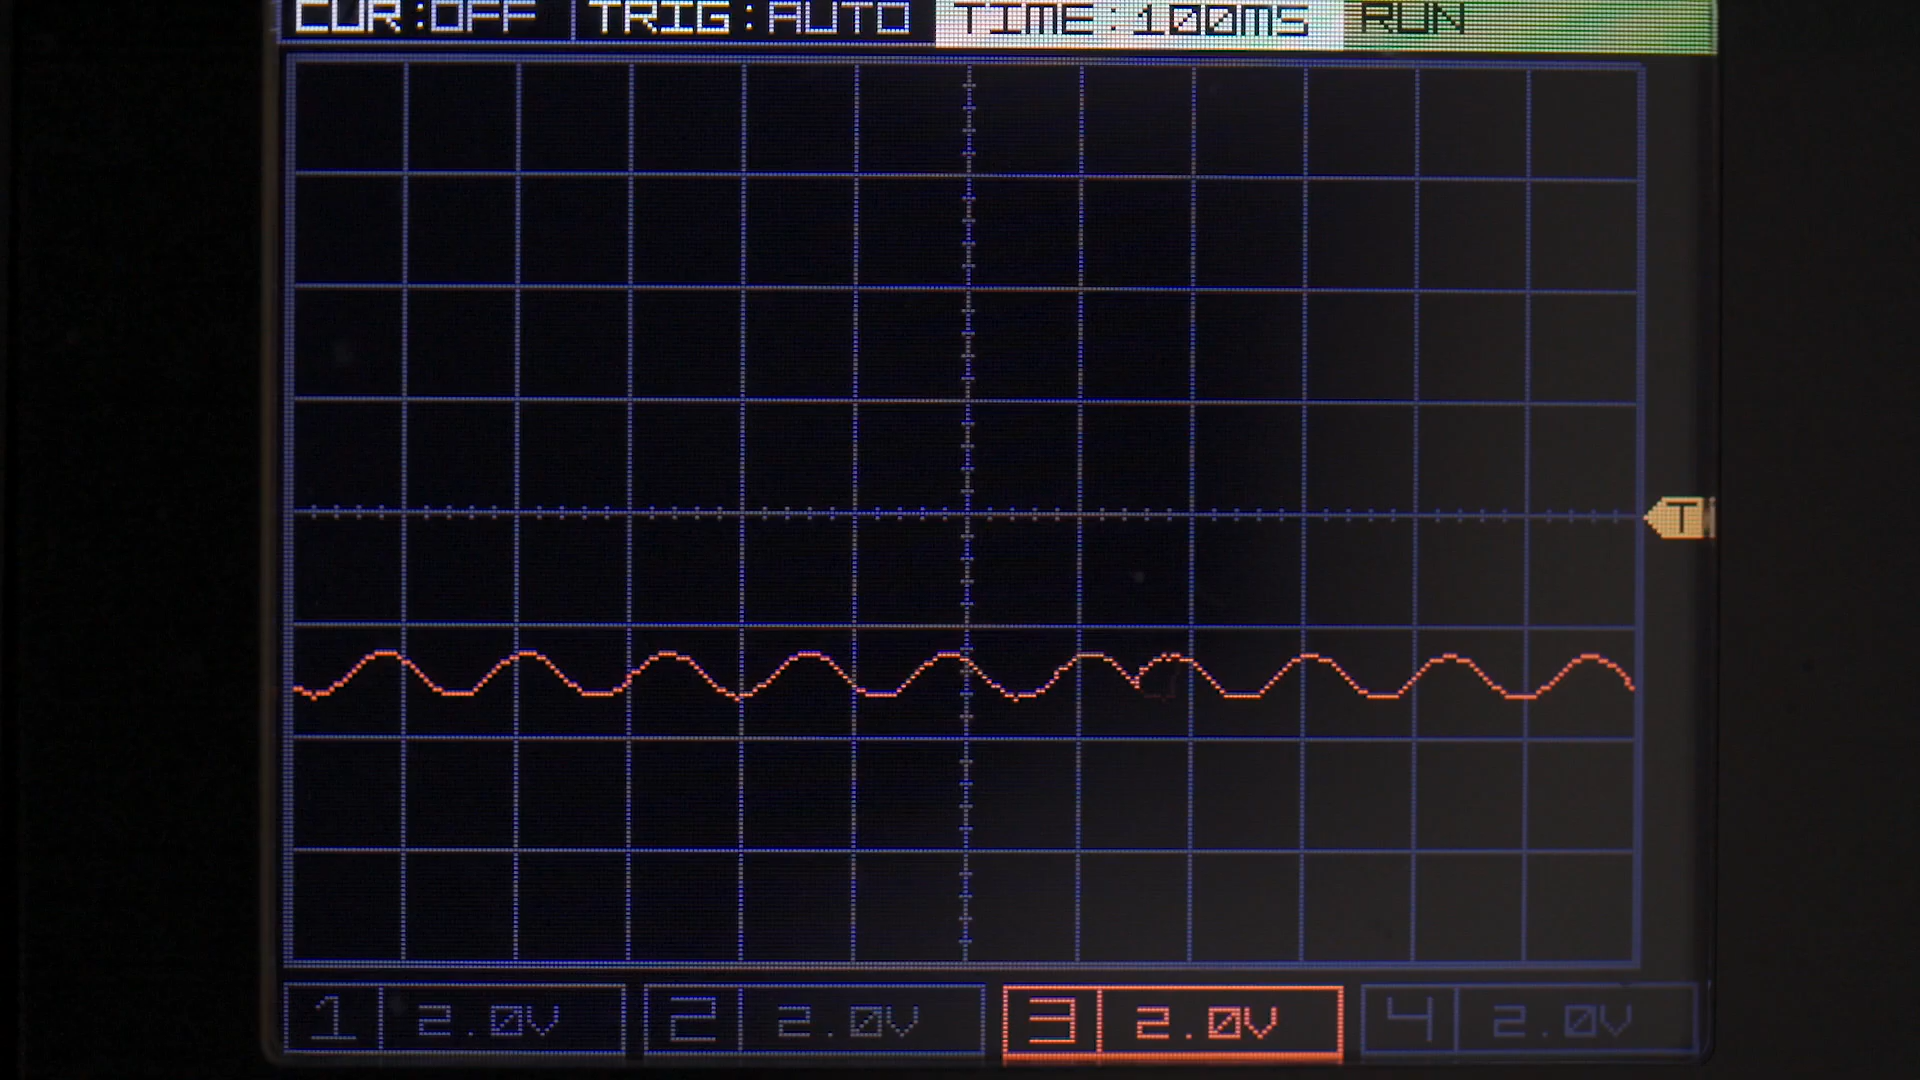 CUR:OFF TRIG:AUTO TIME:100MS RUN
T
1 2.0V 2 2.0V 3 2.0V 4 2.0V